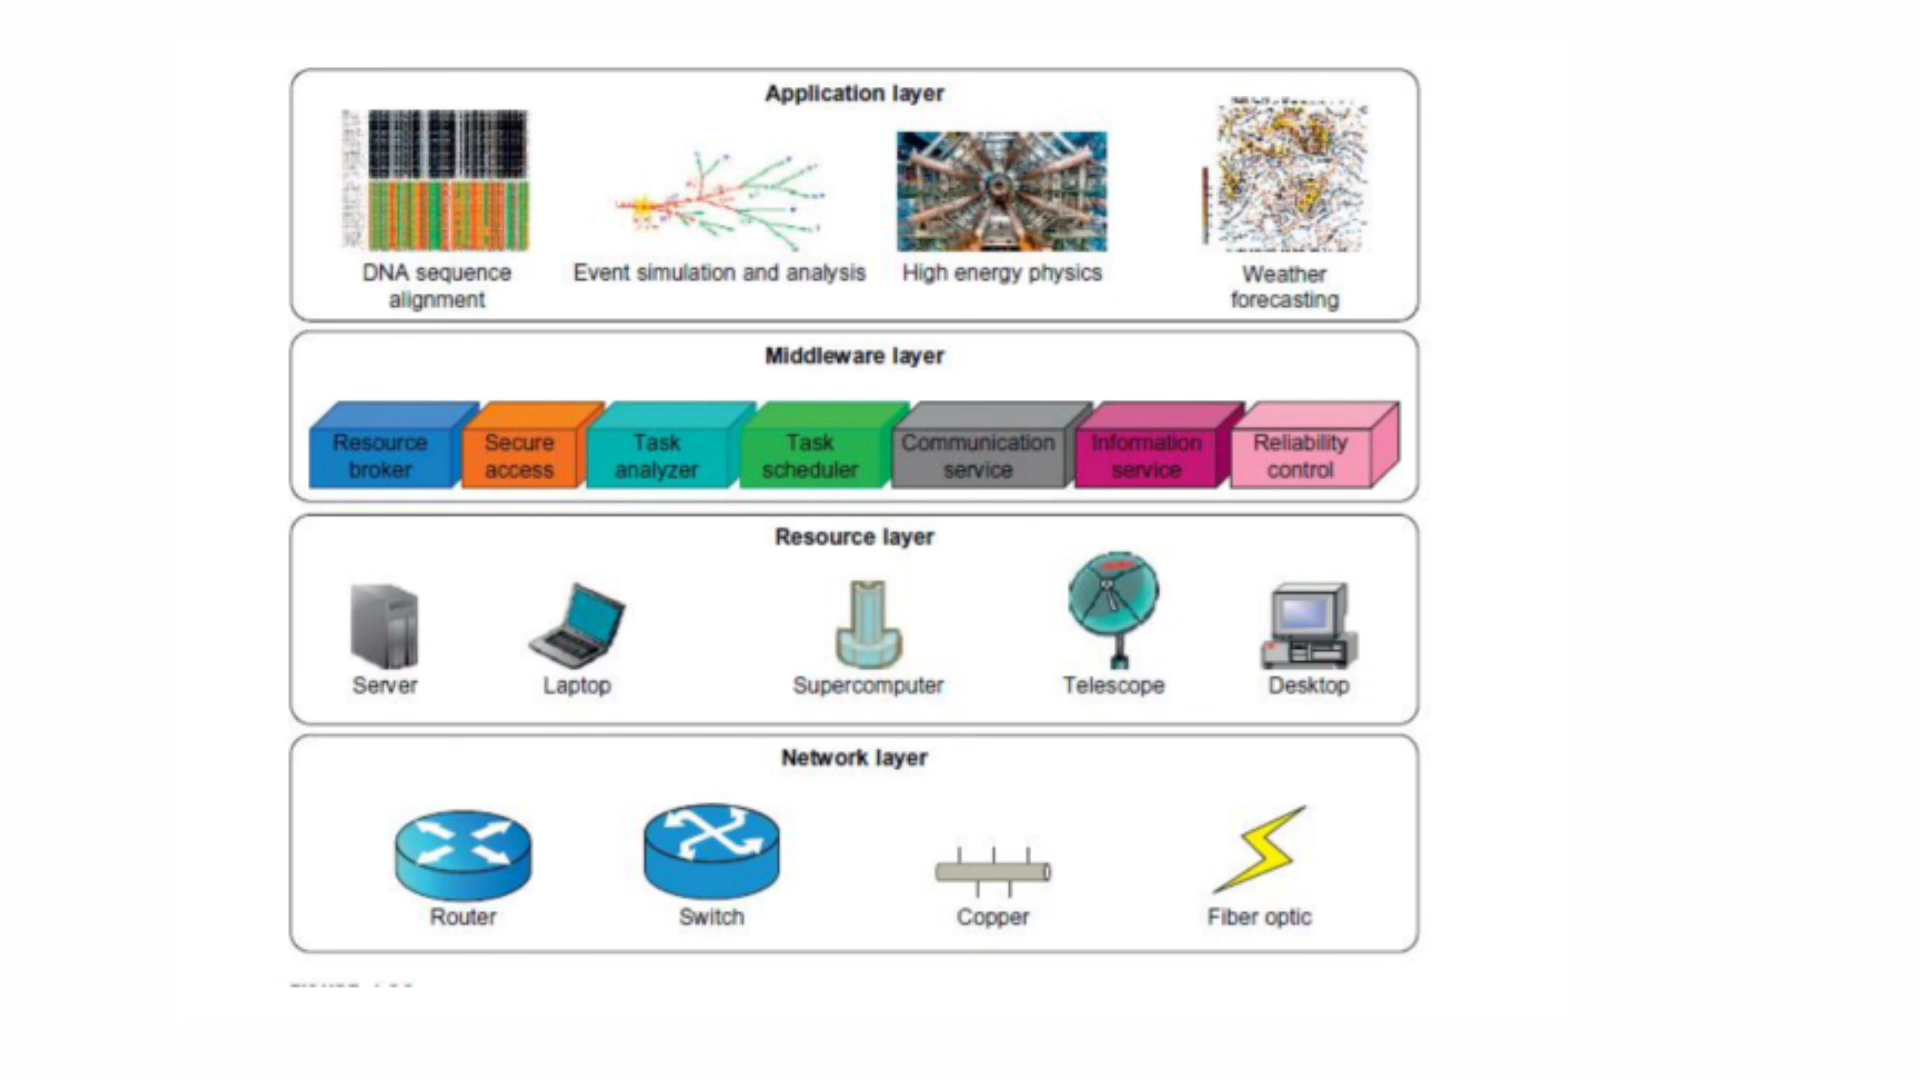 Application layer
DNA sequence
alignment
Event simulation and analysis
High energy physics
Weather
forecasting
Middleware layer
Resource
broker
Secure
access
Task
analyzer
Task
scheduler
Communication
service
Information
service
Reliability
control
Resource layer
Server
Laptop
Supercomputer
Telescope
Desktop
Network layer
Router
Switch
Copper
Fiber optic